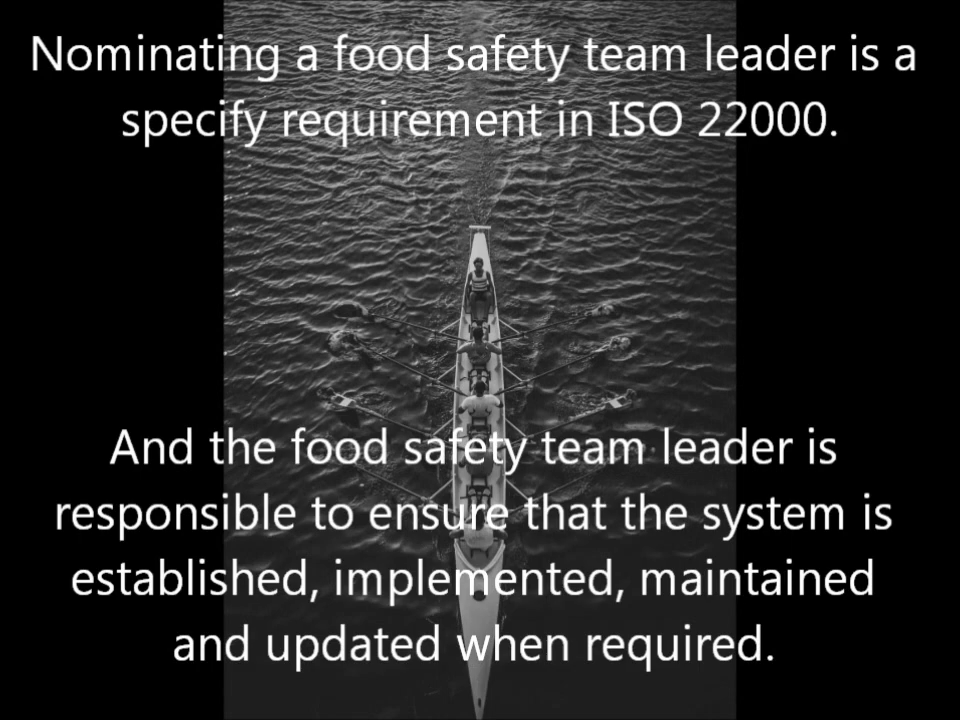 Nominating a food safety team leader is a
specify requirement in ISO 22000.
And the food safety team leader is
responsible to ensure that the system is
established, implemented, maintained
and updated when required.